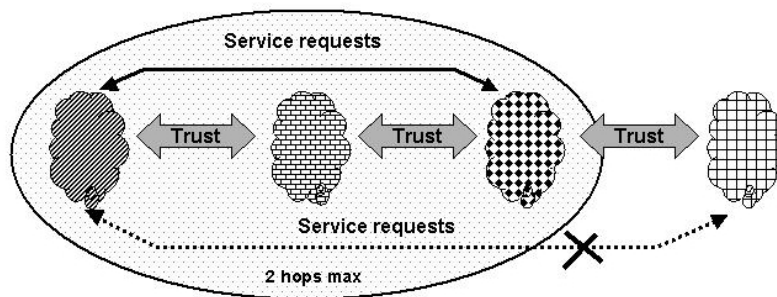 Service requests
Trust Trust Trust
Service requests
2 hops max